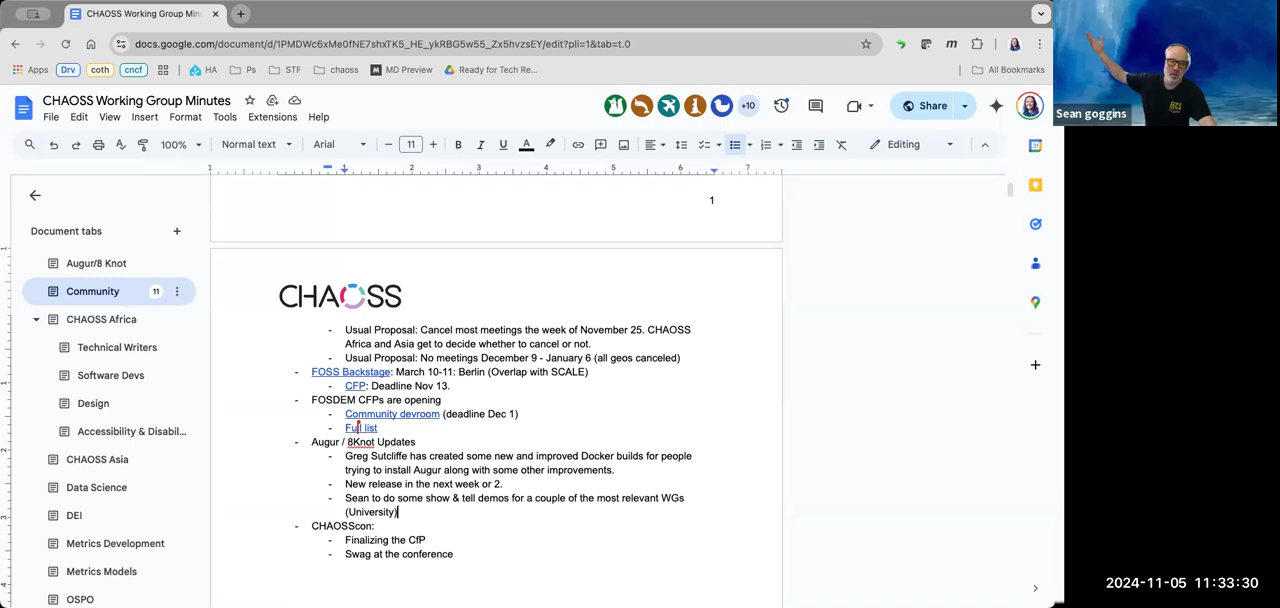 CHAOSS Working Group Minut
docs.google.com/document/d/1PMDWc6xMe0fNE7shxTK5_HE_ykRBG5w55_Zx5hvzsEY/edit?pli=1&tab=t.0
Apps Drv coth cncf HA Ps STF chaoss MD Preview Ready for Tech Re... All Bookmarks
CHAOSS Working Group Minutes
+10
Share
File Edit View Insert Format Tools Extensions Help
100% Normal text Arial 11 B I U A Editing
1 1 2 3 4 5 6 7
1
Document tabs
Augur/8 Knot
Community 11
CHAOSS Africa
Technical Writers
Software Devs
Design
Accessibility & Disabil...
CHAOSS Asia
Data Science
DEI
Metrics Development
Metrics Models
OSPO
CHAOSS
- Usual Proposal: Cancel most meetings the week of November 25. CHAOSS
Africa and Asia get to decide whether to cancel or not.
- Usual Proposal: No meetings December 9 - January 6 (all geos canceled)
- FOSS Backstage: March 10-11: Berlin (Overlap with SCALE)
- CFP: Deadline Nov 13.
- FOSDEM CFPs are opening
- Community devroom (deadline Dec 1)
- Full list
- Augur / 8Knot Updates
- Greg Sutcliffe has created some new and improved Docker builds for people
trying to install Augur along with some other improvements.
- New release in the next week or 2.
- Sean to do some show & tell demos for a couple of the most relevant WGs
(University)
- CHAOSScon:
- Finalizing the CfP
- Swag at the conference
Sean goggins
2024-11-05 11:33:30